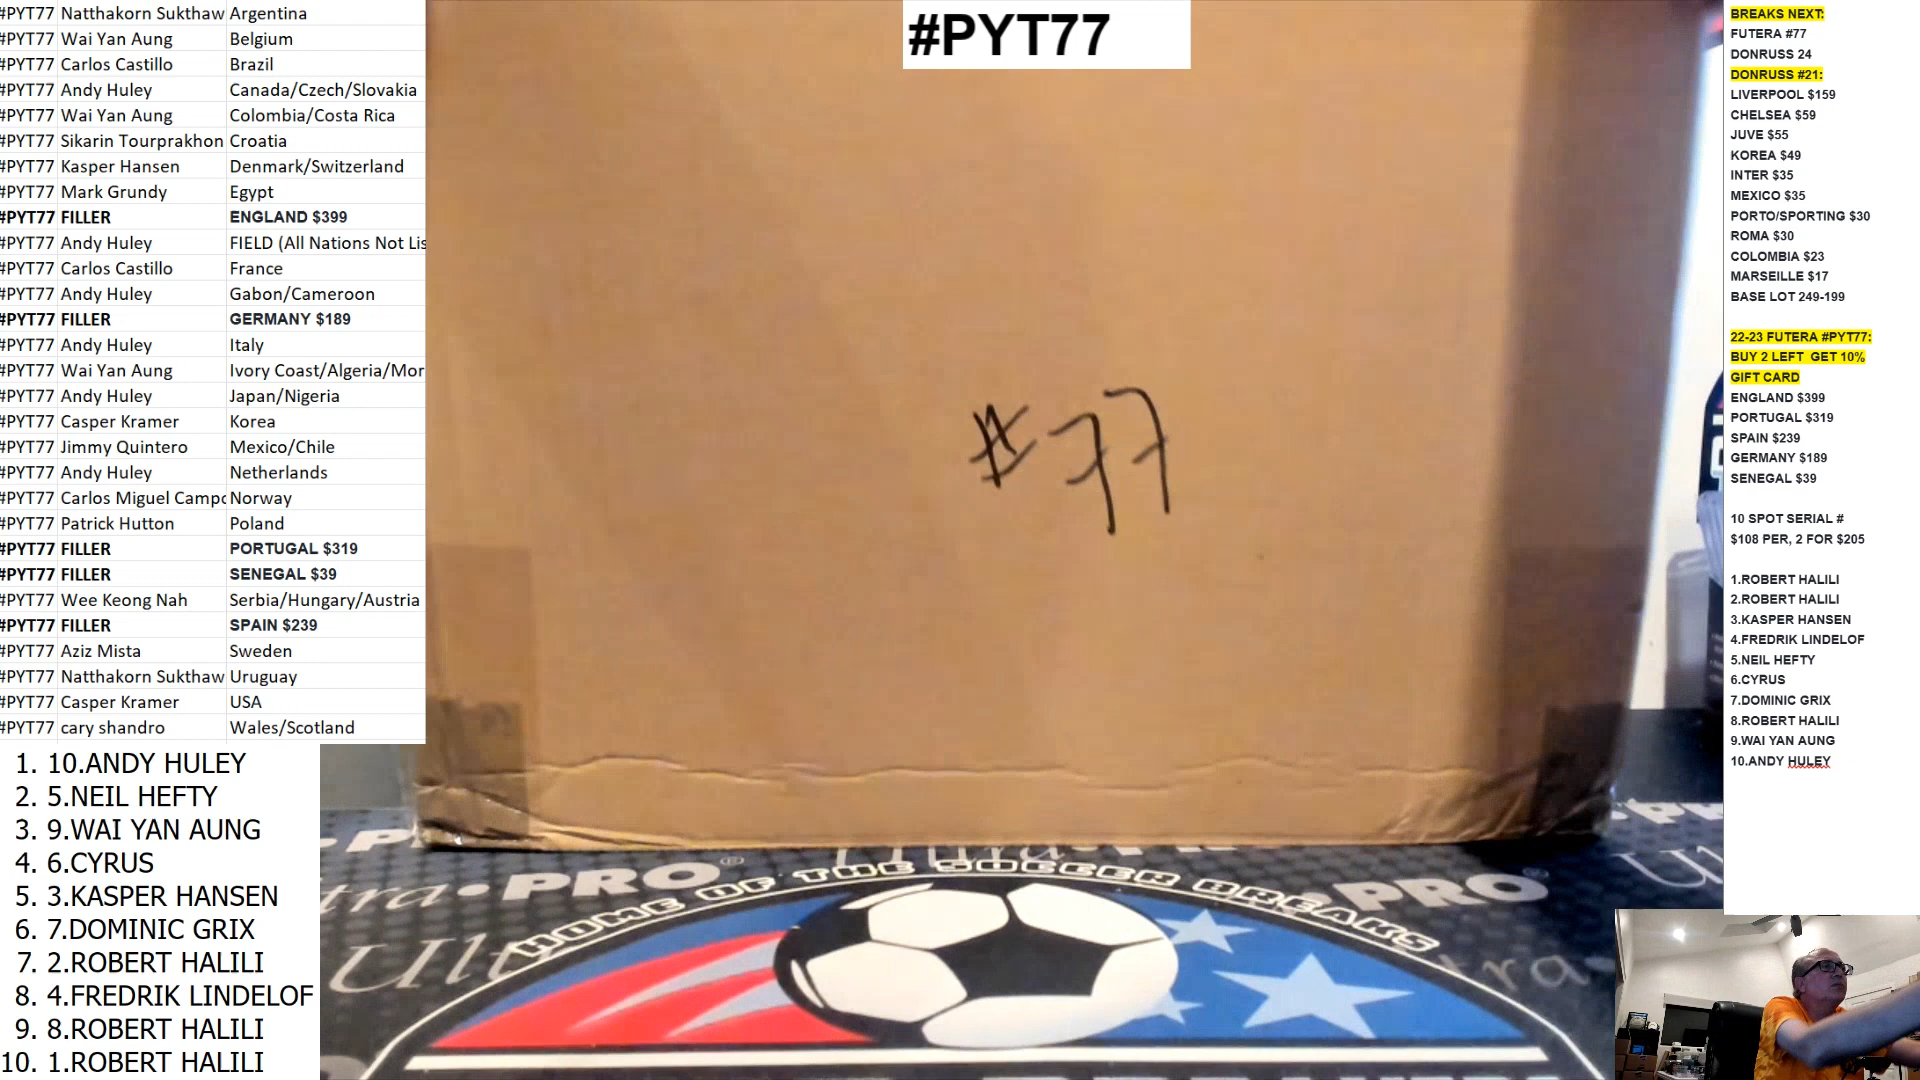 #PYT77 Natthakorn Sukthaw Argentina
#PYT77 Wai Yan Aung Belgium
#PYT77 Carlos Castillo Brazil
#PYT77 Andy Huley Canada/Czech/Slovakia
#PYT77 Wai Yan Aung Colombia/Costa Rica
#PYT77 Sikarin Tourprakhon Croatia
#PYT77 Kasper Hansen Denmark/Switzerland
#PYT77 Mark Grundy Egypt
#PYT77 FILLER ENGLAND $399
#PYT77 Andy Huley FIELD (All Nations Not Lis
#PYT77 Carlos Castillo France
#PYT77 Andy Huley Gabon/Cameroon
#PYT77 FILLER GERMANY $189
#PYT77 Andy Huley Italy
#PYT77 Wai Yan Aung Ivory Coast/Algeria/Mor
#PYT77 Andy Huley Japan/Nigeria
#PYT77 Casper Kramer Korea
#PYT77 Jimmy Quintero Mexico/Chile
#PYT77 Andy Huley Netherlands
#PYT77 Carlos Miguel Campo Norway
#PYT77 Patrick Hutton Poland
#PYT77 FILLER PORTUGAL $319
#PYT77 FILLER SENEGAL $39
#PYT77 Wee Keong Nah Serbia/Hungary/Austria
#PYT77 FILLER SPAIN $239
#PYT77 Aziz Mista Sweden
#PYT77 Natthakorn Sukthaw Uruguay
#PYT77 Casper Kramer USA
#PYT77 cary shandro Wales/Scotland
1. 10.ANDY HULEY
2. 5.NEIL HEFTY
3. 9.WAI YAN AUNG
4. 6.CYRUS
5. 3.KASPER HANSEN
6. 7.DOMINIC GRIX
7. 2.ROBERT HALILI
8. 4.FREDRIK LINDELOF
9. 8.ROBERT HALILI
10. 1.ROBERT HALILI
#PYT77
#77
HOME OF THE SOCCER BREAKS
BREAKS NEXT:
FUTERA #77
DONRUSS 24
DONRUSS #21:
LIVERPOOL $159
CHELSEA $59
JUVE $55
KOREA $49
INTER $35
MEXICO $35
PORTO/SPORTING $30
ROMA $30
COLOMBIA $23
MARSEILLE $17
BASE LOT 249-199
22-23 FUTERA #PYT77:
BUY 2 LEFT GET 10%
GIFT CARD
ENGLAND $399
PORTUGAL $319
SPAIN $239
GERMANY $189
SENEGAL $39
10 SPOT SERIAL #
$108 PER, 2 FOR $205
1.ROBERT HALILI
2.ROBERT HALILI
3.KASPER HANSEN
4.FREDRIK LINDELOF
5.NEIL HEFTY
6.CYRUS
7.DOMINIC GRIX
8.ROBERT HALILI
9.WAI YAN AUNG
10.ANDY HULEY